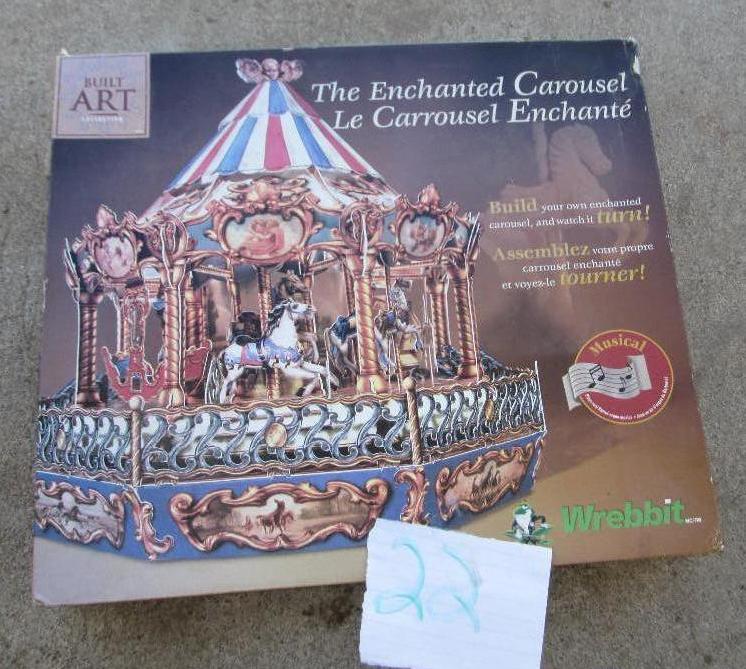 BUILT
ART
COLLECTION
The Enchanted Carousel
Le Carrousel Enchanté
Build your own enchanted
carousel, and watch it turn!
Assemblez votre propre
carrousel enchanté
et voyez-le tourner!
Musical
Wrebbit
22